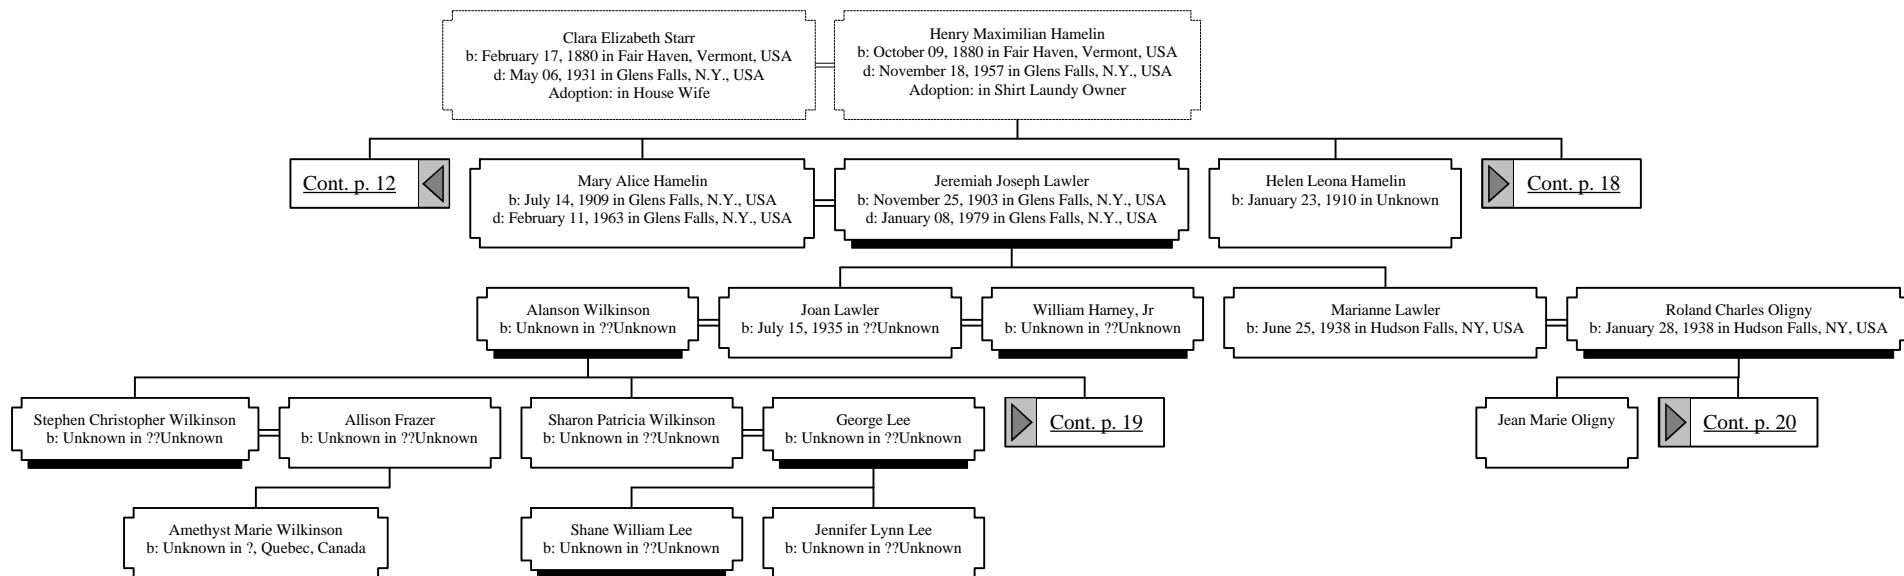 Clara Elizabeth Starr
b: February 17, 1880 in Fair Haven, Vermont, USA
d: May 06, 1931 in Glens Falls, N.Y., USA
Adoption: in House Wife
Henry Maximilian Hamelin
b: October 09, 1880 in Fair Haven, Vermont, USA
d: November 18, 1957 in Glens Falls, N.Y., USA
Adoption: in Shirt Laundy Owner
Cont. p. 12
Mary Alice Hamelin
b: July 14, 1909 in Glens Falls, N.Y., USA
d: February 11, 1963 in Glens Falls, N.Y., USA
Jeremiah Joseph Lawler
b: November 25, 1903 in Glens Falls, N.Y., USA
d: January 08, 1979 in Glens Falls, N.Y., USA
Helen Leona Hamelin
b: January 23, 1910 in Unknown
Cont. p. 18
Alanson Wilkinson
b: Unknown in ??Unknown
Joan Lawler
b: July 15, 1935 in ??Unknown
William Harney, Jr
b: Unknown in ??Unknown
Marianne Lawler
b: June 25, 1938 in Hudson Falls, NY, USA
Roland Charles Oligny
b: January 28, 1938 in Hudson Falls, NY, USA
Stephen Christopher Wilkinson
b: Unknown in ??Unknown
Allison Frazer
b: Unknown in ??Unknown
Sharon Patricia Wilkinson
b: Unknown in ??Unknown
George Lee
b: Unknown in ??Unknown
Cont. p. 19
Jean Marie Oligny
Cont. p. 20
Amethyst Marie Wilkinson
b: Unknown in ?, Quebec, Canada
Shane William Lee
b: Unknown in ??Unknown
Jennifer Lynn Lee
b: Unknown in ??Unknown